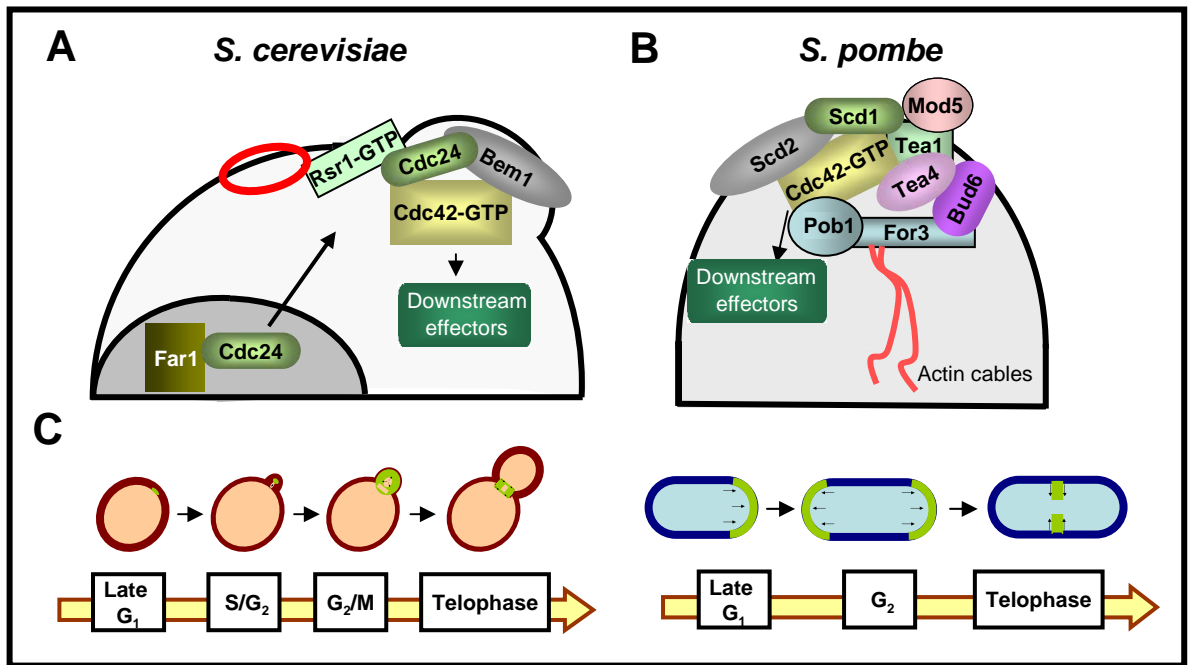 A
S. cerevisiae
Rsr1-GTP
Cdc24
Bem1
Cdc42-GTP
Downstream
effectors
Far1
Cdc24
B
S. pombe
Mod5
Scd1
Tea1
Scd2
Cdc42-GTP
Tea4
Bud6
Pob1
For3
Downstream
effectors
Actin cables
C
Late
G₁
S/G₂
G₂/M
Telophase
Late
G₁
G₂
Telophase